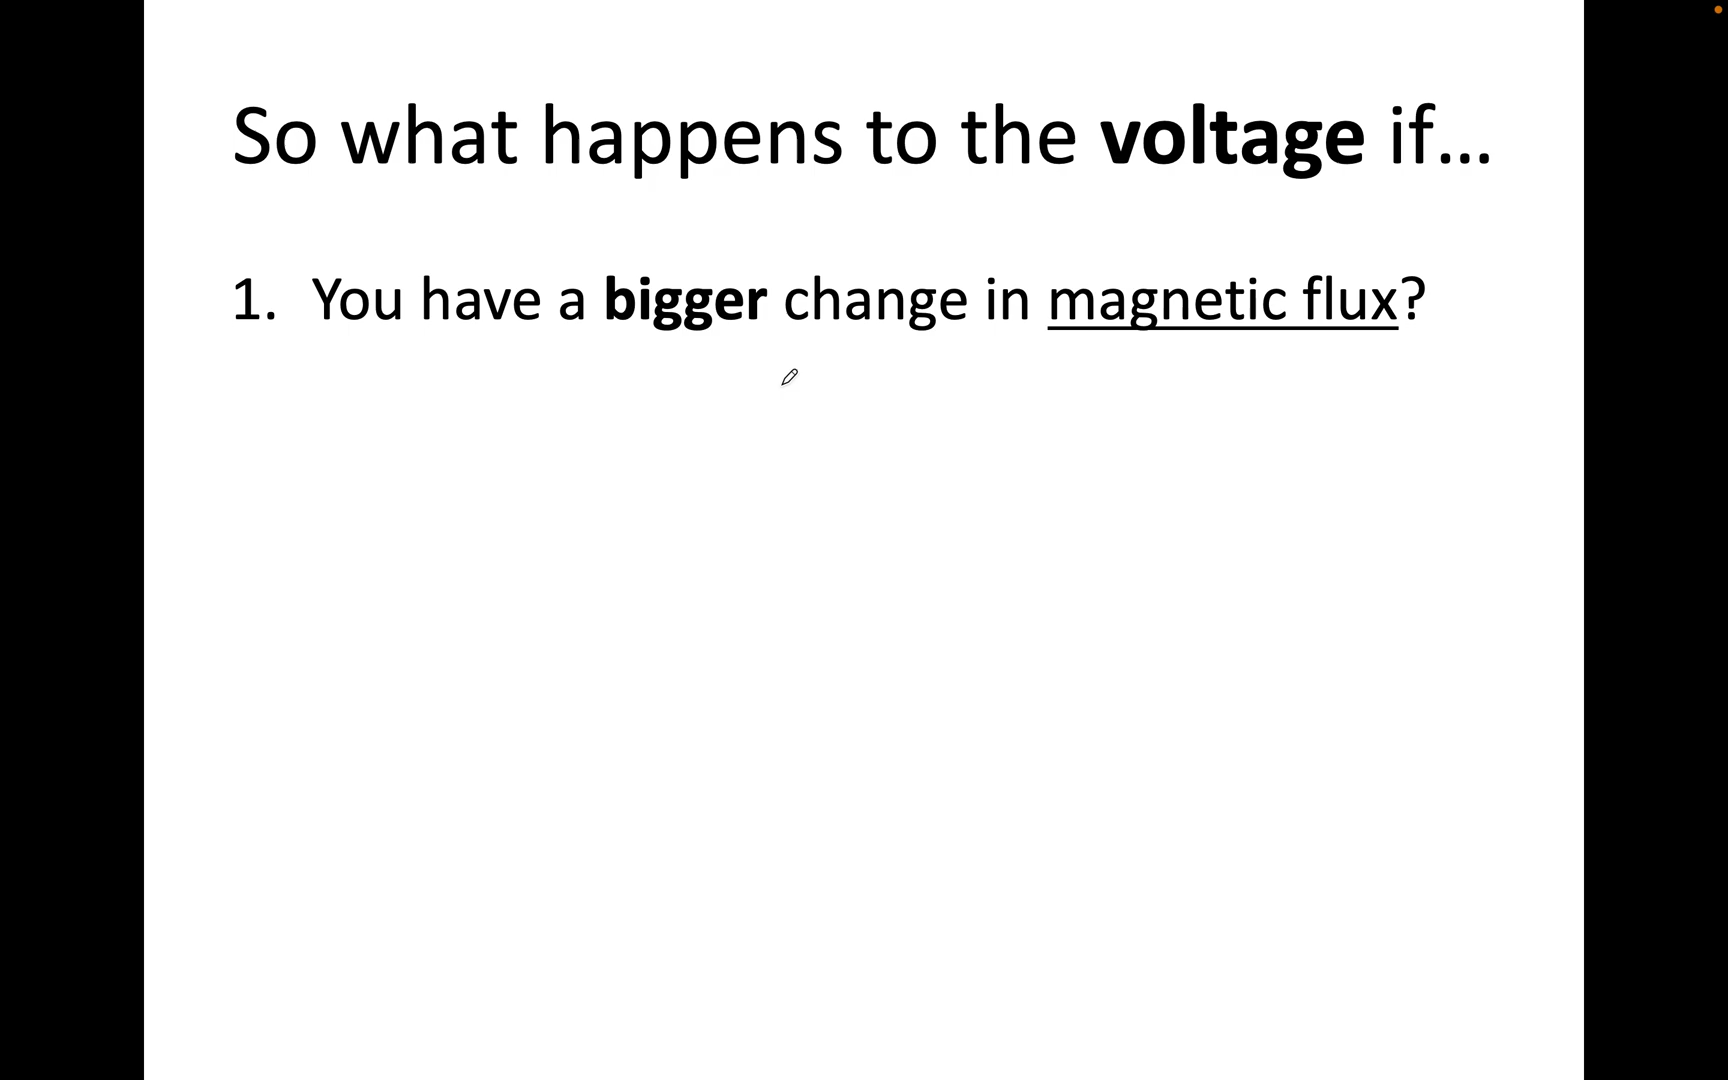 So what happens to the voltage if...
1. You have a bigger change in magnetic flux?